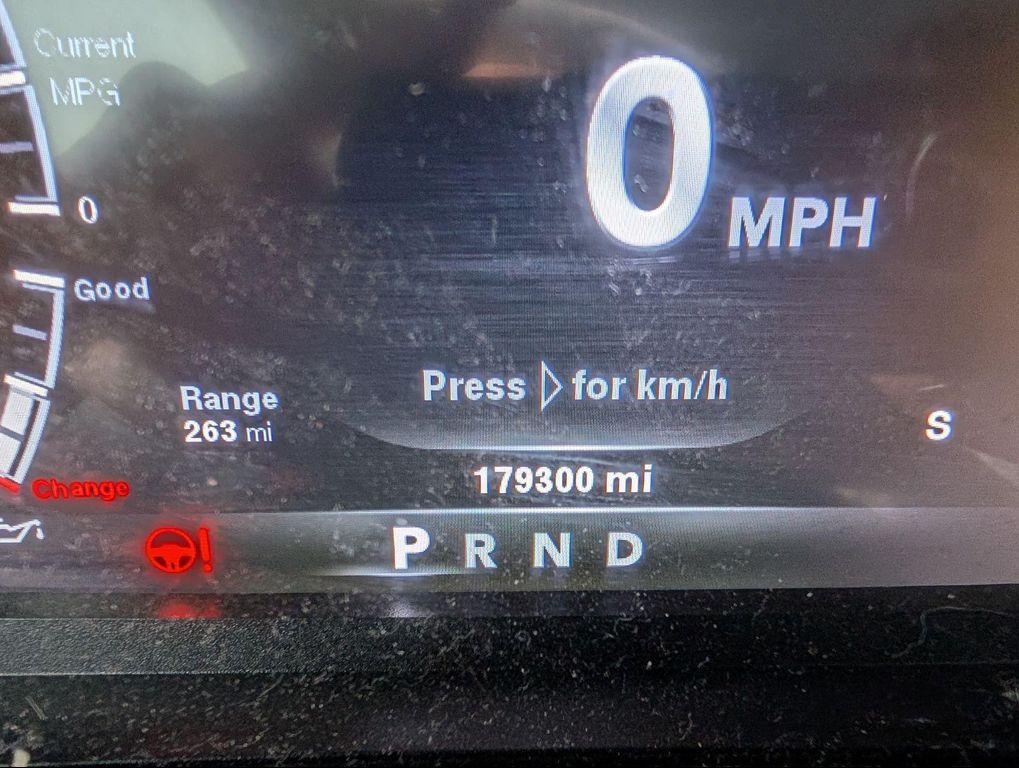 Current
MPG
0
0 MPH
Good
Press ▷ for km/h
Range
263 mi
S
179300 mi
Change
P R N D